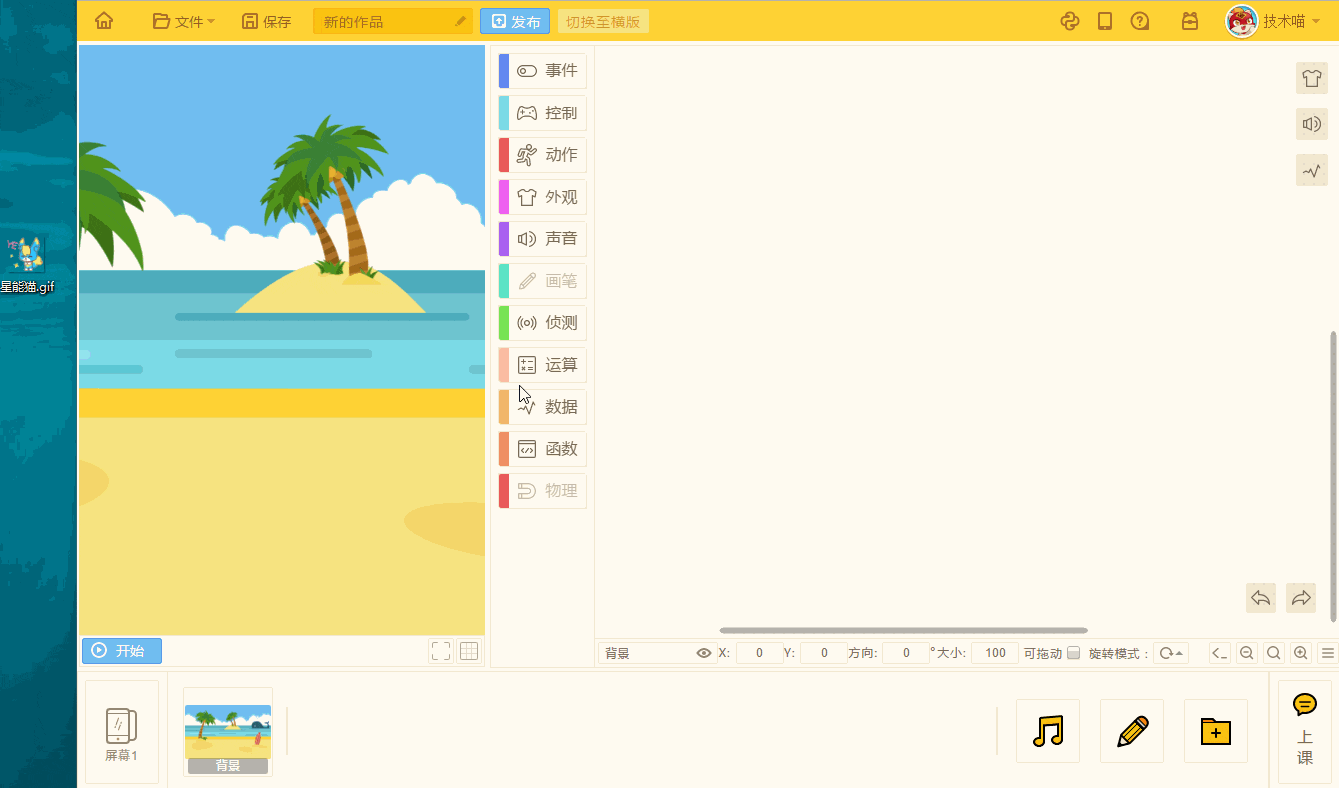 文件
保存
新的作品
发布
切换至横版
技术喵
星能猫.gif
事件
控制
动作
外观
声音
画笔
侦测
运算
数据
函数
物理
开始
背景 X: 0 Y: 0 方向: 0 ° 大小: 100 可拖动 旋转模式 :
屏幕1
背景
上
课